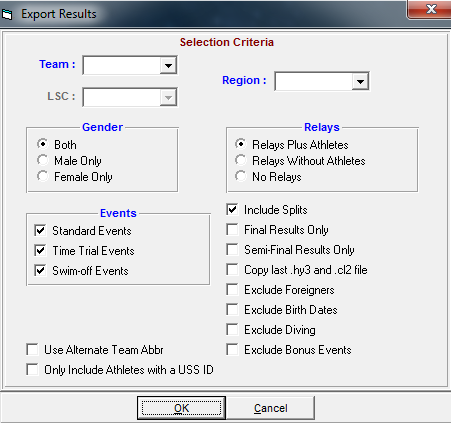 Export Results
Selection Criteria
Team :
Region :
LSC :
Gender
Both
Male Only
Female Only
Relays
Relays Plus Athletes
Relays Without Athletes
No Relays
Events
Standard Events
Time Trial Events
Swim-off Events
Include Splits
Final Results Only
Semi-Final Results Only
Copy last .hy3 and .cl2 file
Exclude Foreigners
Exclude Birth Dates
Exclude Diving
Exclude Bonus Events
Use Alternate Team Abbr
Only Include Athletes with a USS ID
OK
Cancel